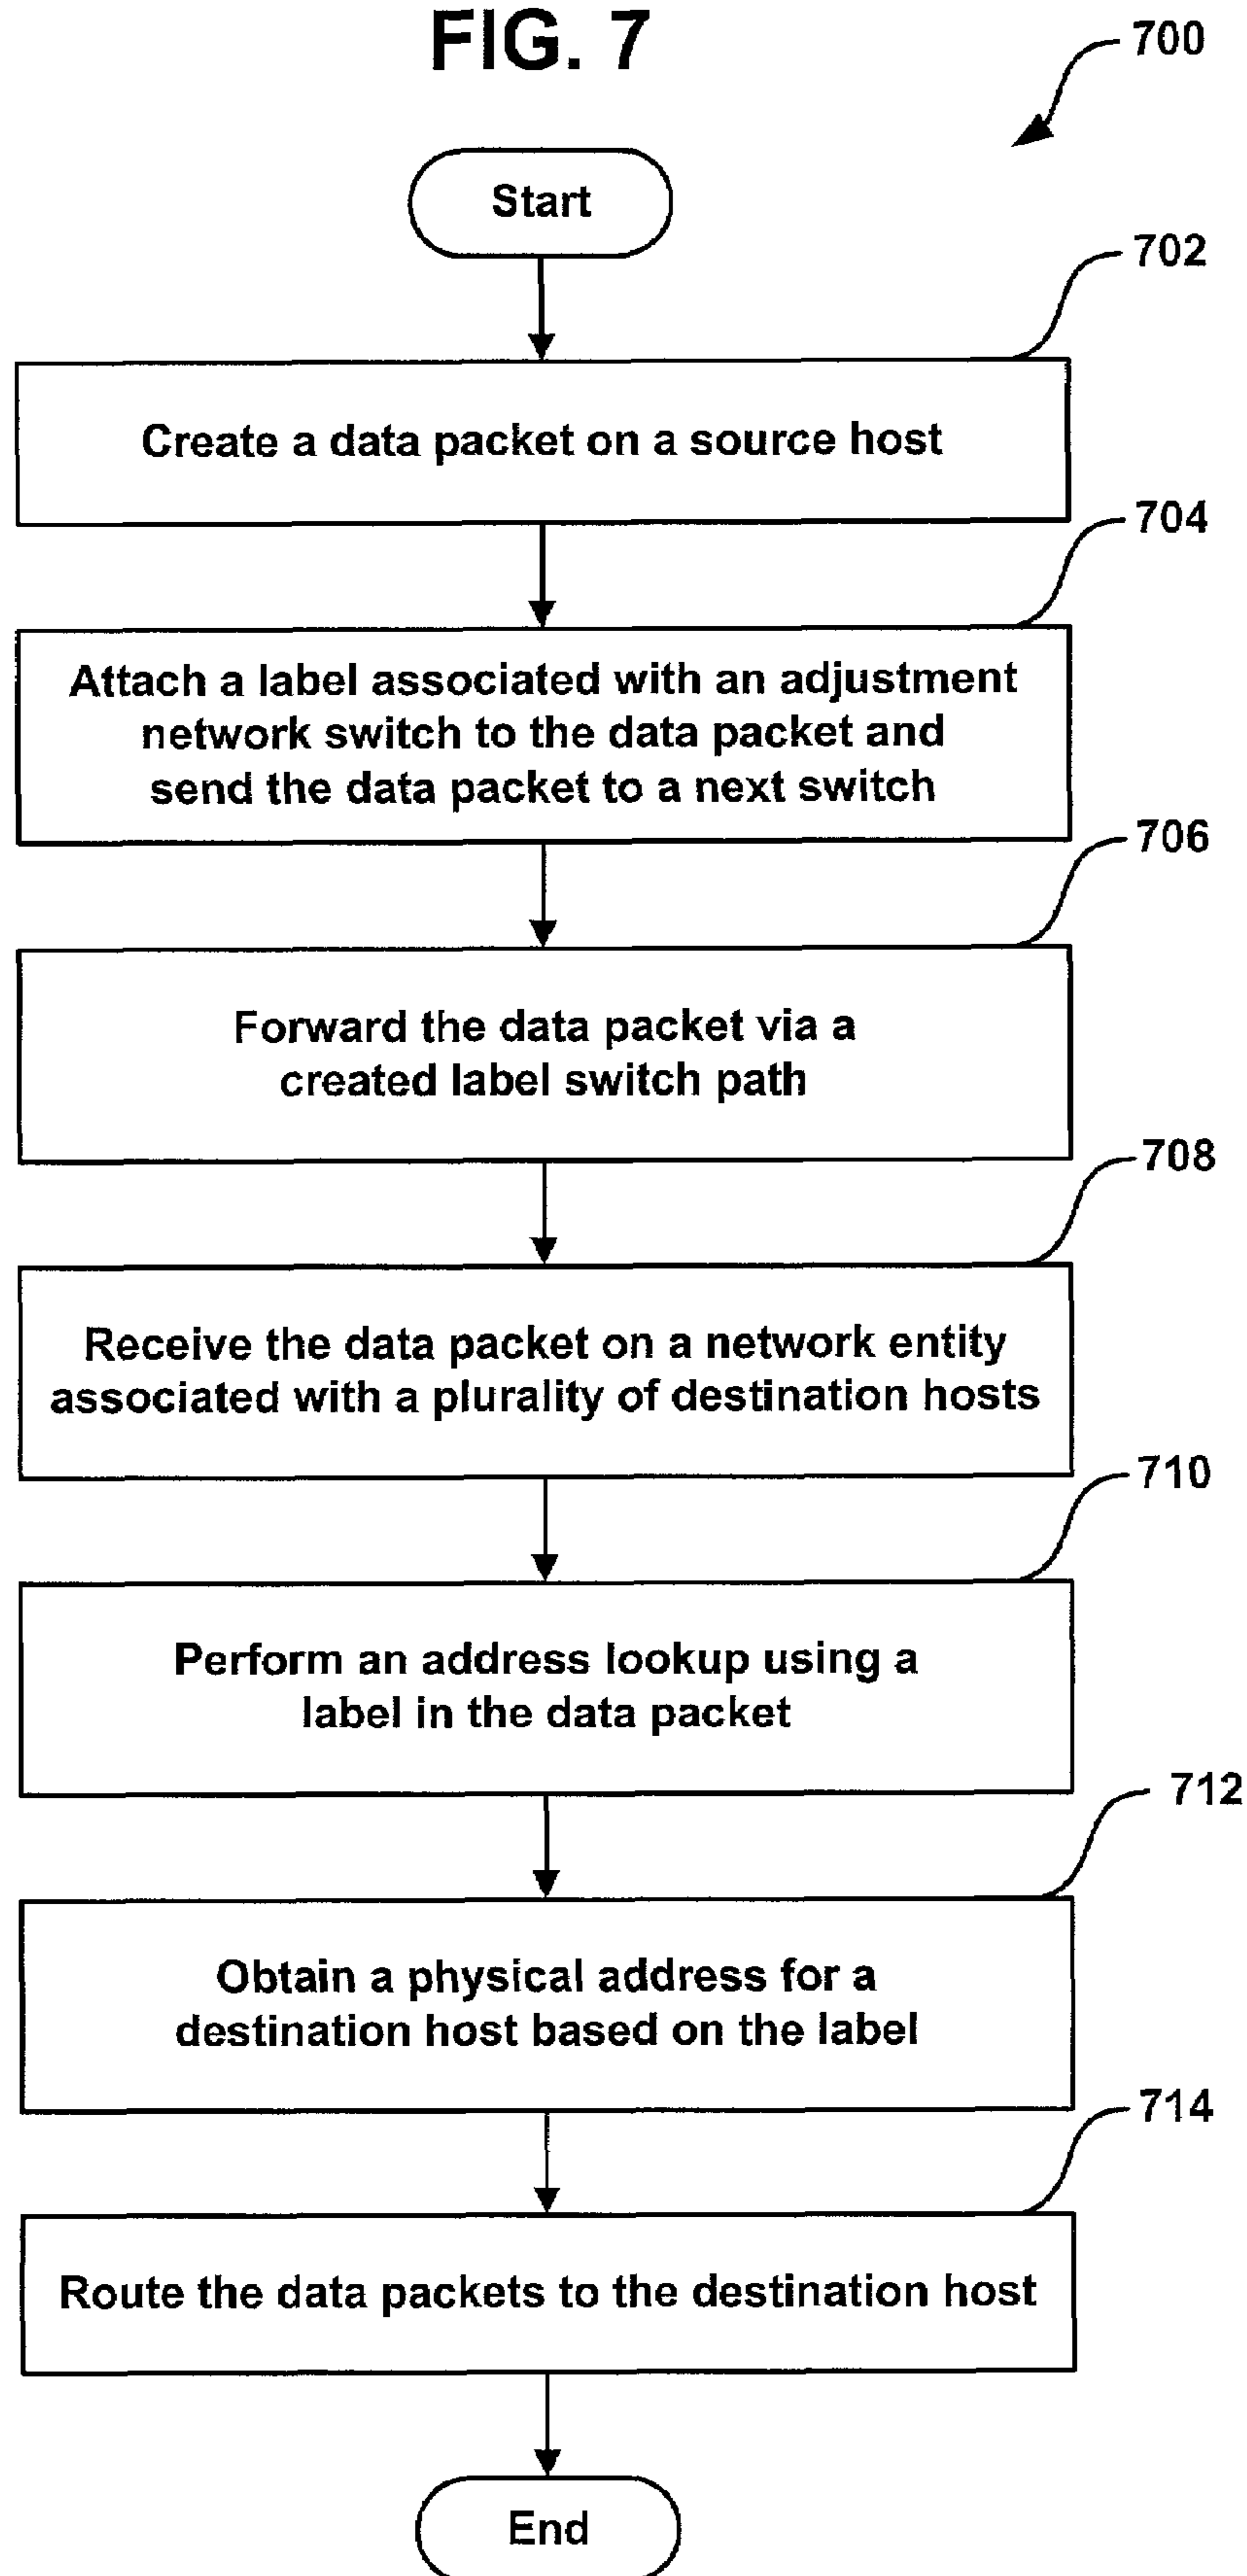 FIG. 7
700
Start
702
Create a data packet on a source host
704
Attach a label associated with an adjustment
network switch to the data packet and
send the data packet to a next switch
706
Forward the data packet via a
created label switch path
708
Receive the data packet on a network entity
associated with a plurality of destination hosts
710
Perform an address lookup using a
label in the data packet
712
Obtain a physical address for a
destination host based on the label
714
Route the data packets to the destination host
End